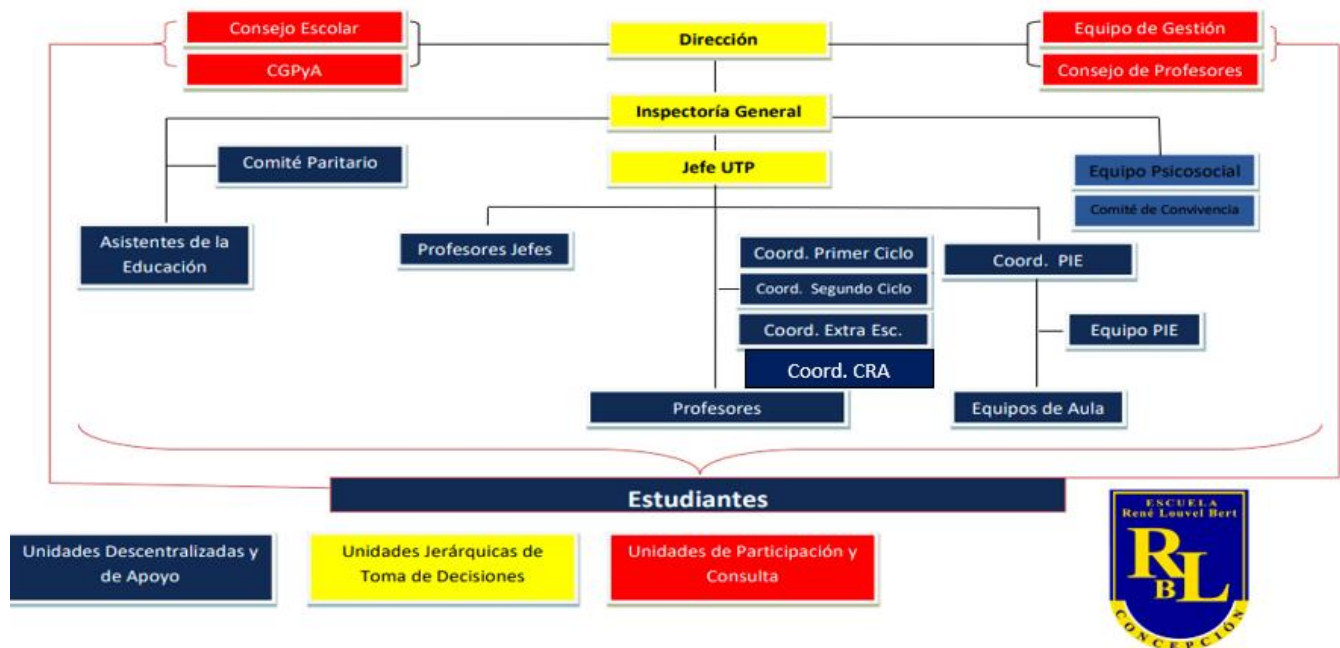 Consejo Escolar
CGPyA
Dirección
Equipo de Gestión
Consejo de Profesores
Inspectoría General
Comité Paritario
Jefe UTP
Equipo Psicosocial
Comité de Convivencia
Asistentes de la
Educación
Profesores Jefes
Coord. Primer Ciclo
Coord. Segundo Ciclo
Coord. Extra Esc.
Coord. CRA
Coord. PIE
Equipo PIE
Profesores
Equipos de Aula
Estudiantes
Unidades Descentralizadas y
de Apoyo
Unidades Jerárquicas de
Toma de Decisiones
Unidades de Participación y
Consulta
ESCUELA
René Louvel Bert
RBL
CONCEPCIÓN